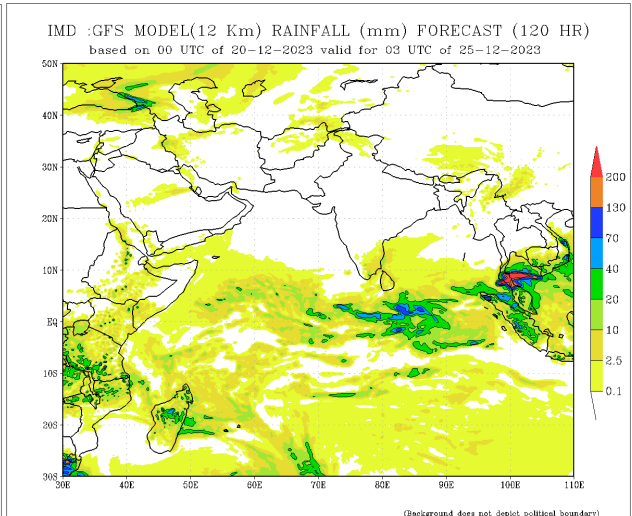 IMD :GFS MODEL(12 Km) RAINFALL (mm) FORECAST (120 HR)
based on 00 UTC of 20-12-2023 valid for 03 UTC of 25-12-2023
50N
40N
30N
20N
10N
EQ
10S
20S
30S
30E 40E 50E 60E 70E 80E 90E 100E 110E
200
130
70
40
20
10
2.5
0.1
(Background does not depict political boundary)